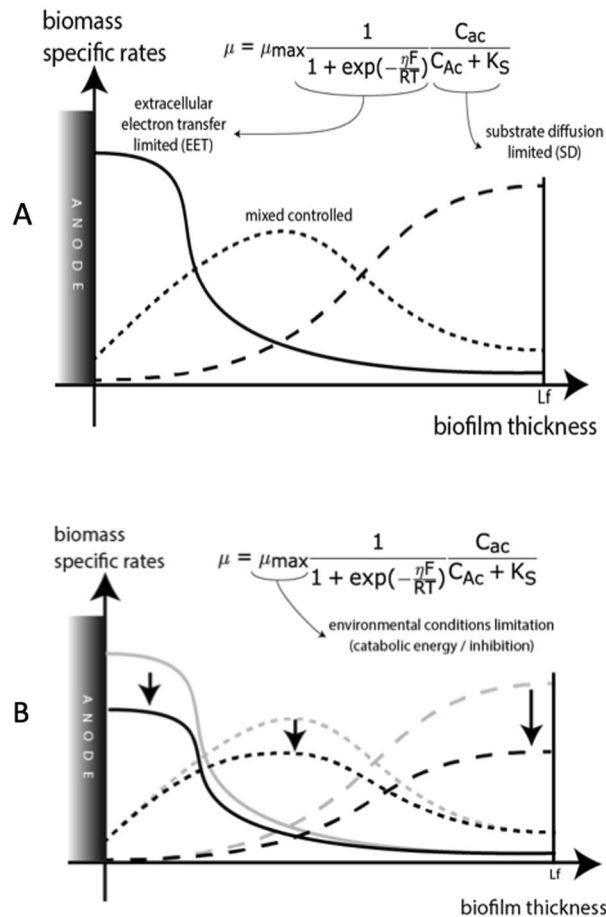 biomass
specific rates
μ = μmax 1/(1 + exp(-ηF/RT)) Cac/(CAc + KS)
extracellular
electron transfer
limited (EET)
substrate diffusion
limited (SD)
A
ANODE
mixed controlled
Lf
biofilm thickness
biomass
specific rates
μ = μmax 1/(1 + exp(-ηF/RT)) Cac/(CAc + KS)
environmental conditions limitation
(catabolic energy / inhibition)
B
ANODE
Lf
biofilm thickness